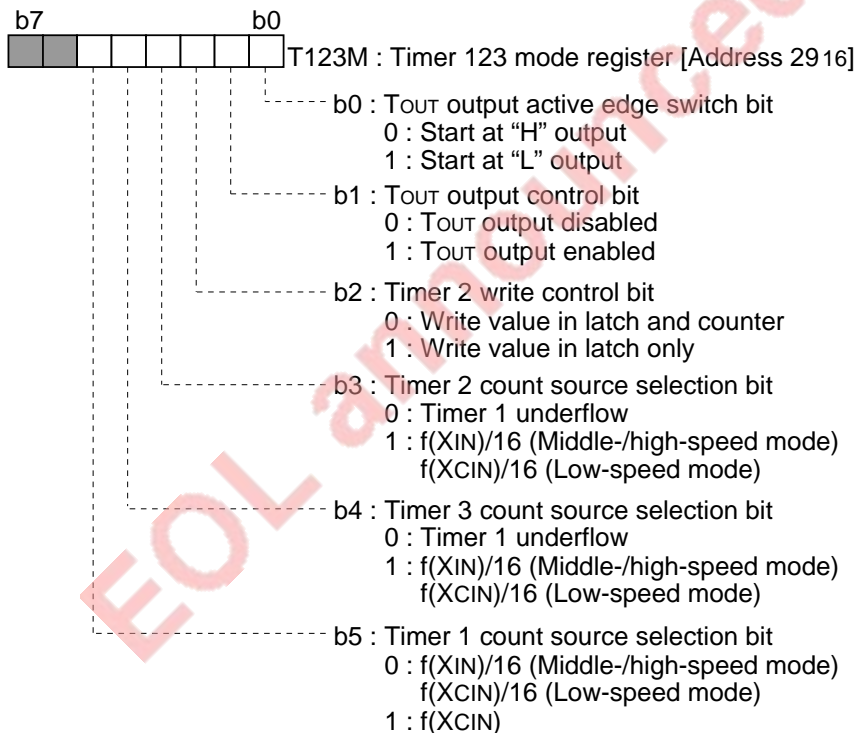 b7 b0
T123M : Timer 123 mode register [Address 2916]
b0 : TOUT output active edge switch bit
0 : Start at “H” output
1 : Start at “L” output
b1 : TOUT output control bit
0 : TOUT output disabled
1 : TOUT output enabled
b2 : Timer 2 write control bit
0 : Write value in latch and counter
1 : Write value in latch only
b3 : Timer 2 count source selection bit
0 : Timer 1 underflow
1 : f(XIN)/16 (Middle-/high-speed mode)
f(XCIN)/16 (Low-speed mode)
b4 : Timer 3 count source selection bit
0 : Timer 1 underflow
1 : f(XIN)/16 (Middle-/high-speed mode)
f(XCIN)/16 (Low-speed mode)
b5 : Timer 1 count source selection bit
0 : f(XIN)/16 (Middle-/high-speed mode)
f(XCIN)/16 (Low-speed mode)
1 : f(XCIN)
EOL announced